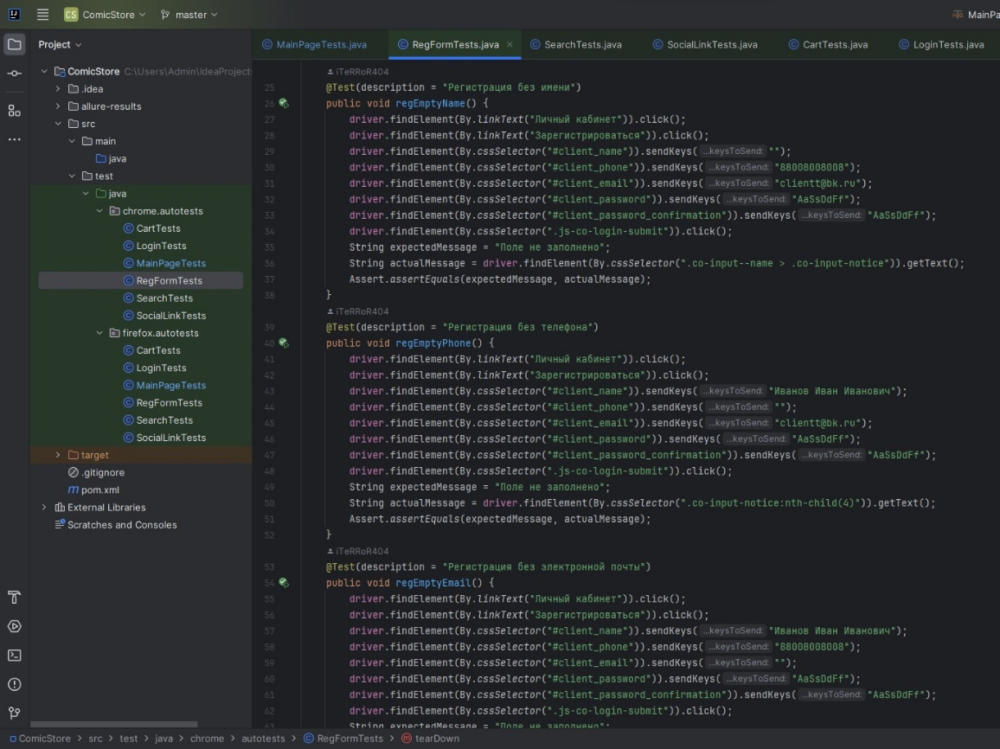 CS ComicStore master MainPa
Project
ComicStore C:\Users\Admin\IdeaProject
.idea
allure-results
src
main
java
test
java
chrome.autotests
CartTests
LoginTests
MainPageTests
RegFormTests
SearchTests
SocialLinkTests
firefox.autotests
CartTests
LoginTests
MainPageTests
RegFormTests
SearchTests
SocialLinkTests
target
.gitignore
pom.xml
External Libraries
Scratches and Consoles
MainPageTests.java RegFormTests.java SearchTests.java SocialLinkTests.java CartTests.java LoginTests.java
iTeRRoR404
25 @Test(description = "Регистрация без имени")
26 public void regEmptyName() {
27 driver.findElement(By.linkText("Личный кабинет")).click();
28 driver.findElement(By.linkText("Зарегистрироваться")).click();
29 driver.findElement(By.cssSelector("#client_name")).sendKeys( ...keysToSend: "");
30 driver.findElement(By.cssSelector("#client_phone")).sendKeys( ...keysToSend: "88008008008");
31 driver.findElement(By.cssSelector("#client_email")).sendKeys( ...keysToSend: "clientt@bk.ru");
32 driver.findElement(By.cssSelector("#client_password")).sendKeys( ...keysToSend: "AaSsDdFf");
33 driver.findElement(By.cssSelector("#client_password_confirmation")).sendKeys( ...keysToSend: "AaSsDdFf");
34 driver.findElement(By.cssSelector(".js-co-login-submit")).click();
35 String expectedMessage = "Поле не заполнено";
36 String actualMessage = driver.findElement(By.cssSelector(".co-input--name > .co-input-notice")).getText();
37 Assert.assertEquals(expectedMessage, actualMessage);
38 }
iTeRRoR404
39 @Test(description = "Регистрация без телефона")
40 public void regEmptyPhone() {
41 driver.findElement(By.linkText("Личный кабинет")).click();
42 driver.findElement(By.linkText("Зарегистрироваться")).click();
43 driver.findElement(By.cssSelector("#client_name")).sendKeys( ...keysToSend: "Иванов Иван Иванович");
44 driver.findElement(By.cssSelector("#client_phone")).sendKeys( ...keysToSend: "");
45 driver.findElement(By.cssSelector("#client_email")).sendKeys( ...keysToSend: "clientt@bk.ru");
46 driver.findElement(By.cssSelector("#client_password")).sendKeys( ...keysToSend: "AaSsDdFf");
47 driver.findElement(By.cssSelector("#client_password_confirmation")).sendKeys( ...keysToSend: "AaSsDdFf");
48 driver.findElement(By.cssSelector(".js-co-login-submit")).click();
49 String expectedMessage = "Поле не заполнено";
50 String actualMessage = driver.findElement(By.cssSelector(".co-input-notice:nth-child(4)")).getText();
51 Assert.assertEquals(expectedMessage, actualMessage);
52 }
iTeRRoR404
53 @Test(description = "Регистрация без электронной почты")
54 public void regEmptyEmail() {
55 driver.findElement(By.linkText("Личный кабинет")).click();
56 driver.findElement(By.linkText("Зарегистрироваться")).click();
57 driver.findElement(By.cssSelector("#client_name")).sendKeys( ...keysToSend: "Иванов Иван Иванович");
58 driver.findElement(By.cssSelector("#client_phone")).sendKeys( ...keysToSend: "88008008008");
59 driver.findElement(By.cssSelector("#client_email")).sendKeys( ...keysToSend: "");
60 driver.findElement(By.cssSelector("#client_password")).sendKeys( ...keysToSend: "AaSsDdFf");
61 driver.findElement(By.cssSelector("#client_password_confirmation")).sendKeys( ...keysToSend: "AaSsDdFf");
62 driver.findElement(By.cssSelector(".js-co-login-submit")).click();
63 String expectedMessage = "Поле не заполнено";
ComicStore > src > test > java > chrome > autotests > RegFormTests > tearDown